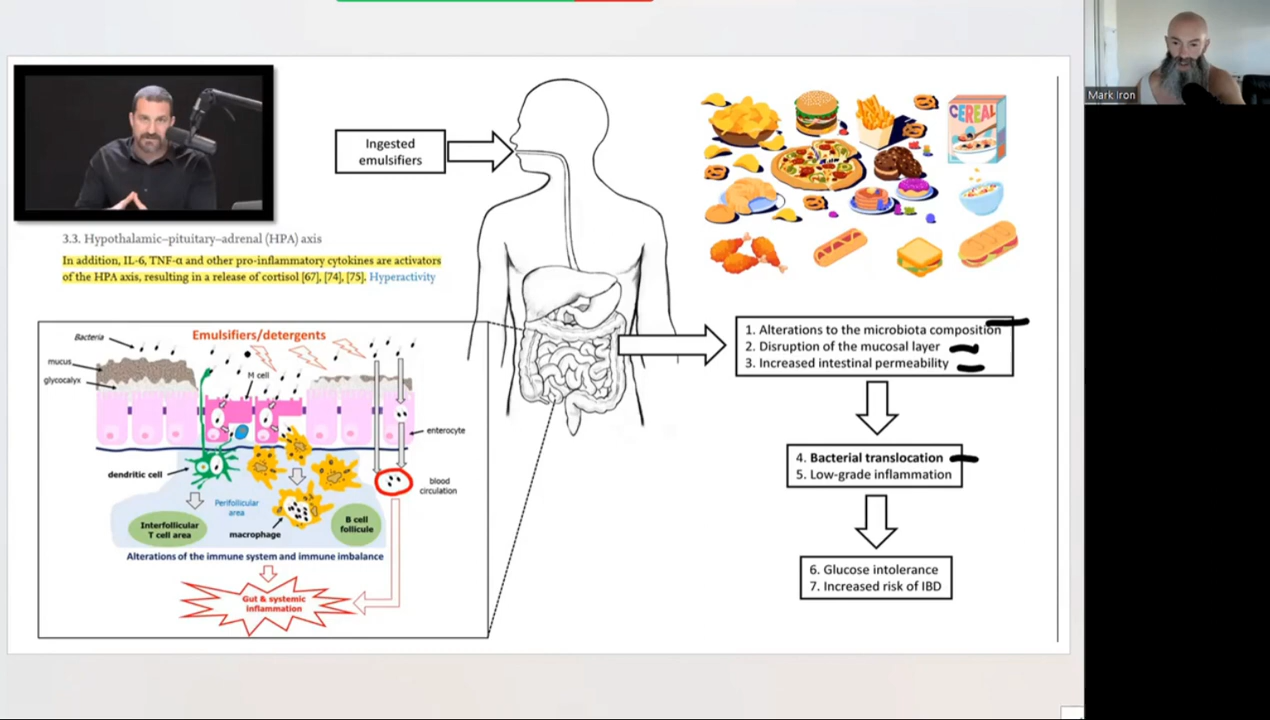 Mark Iron
Ingested
emulsifiers
CEREAL
3.3. Hypothalamic–pituitary–adrenal (HPA) axis
In addition, IL-6, TNF-α and other pro-inflammatory cytokines are activators
of the HPA axis, resulting in a release of cortisol [67], [74], [75]. Hyperactivity
Emulsifiers/detergents
Bacteria
mucus
glycocalyx
M cell
enterocyte
dendritic cell
blood
circulation
Perifollicular
area
Interfollicular
T cell area
macrophage
B cell
follicule
Alterations of the immune system and immune imbalance
Gut & systemic
inflammation
1. Alterations to the microbiota composition
2. Disruption of the mucosal layer
3. Increased intestinal permeability
4. Bacterial translocation
5. Low-grade inflammation
6. Glucose intolerance
7. Increased risk of IBD